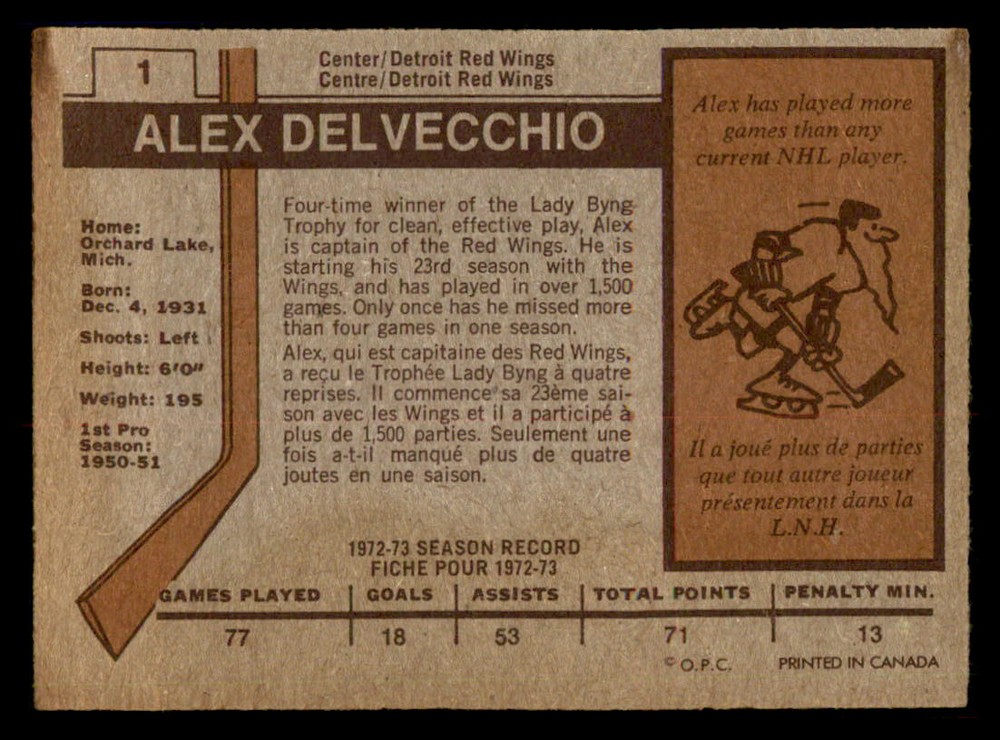 1
Center/Detroit Red Wings
Centre/Detroit Red Wings
ALEX DELVECCHIO
Home:
Orchard Lake,
Mich.
Born:
Dec. 4, 1931
Shoots: Left
Height: 6'0"
Weight: 195
1st Pro
Season:
1950-51
Four-time winner of the Lady Byng
Trophy for clean, effective play, Alex
is captain of the Red Wings. He is
starting his 23rd season with the
Wings, and has played in over 1,500
games. Only once has he missed more
than four games in one season.
Alex, qui est capitaine des Red Wings,
a reçu le Trophée Lady Byng à quatre
reprises. Il commence sa 23ème sai-
son avec les Wings et il a participé à
plus de 1,500 parties. Seulement une
fois a-t-il manqué plus de quatre
joutes en une saison.
Alex has played more
games than any
current NHL player.
Il a joué plus de parties
que tout autre joueur
présentement dans la
L.N.H.
1972-73 SEASON RECORD
FICHE POUR 1972-73
GAMES PLAYED GOALS ASSISTS TOTAL POINTS PENALTY MIN.
77 18 53 71 13
© O.P.C. PRINTED IN CANADA